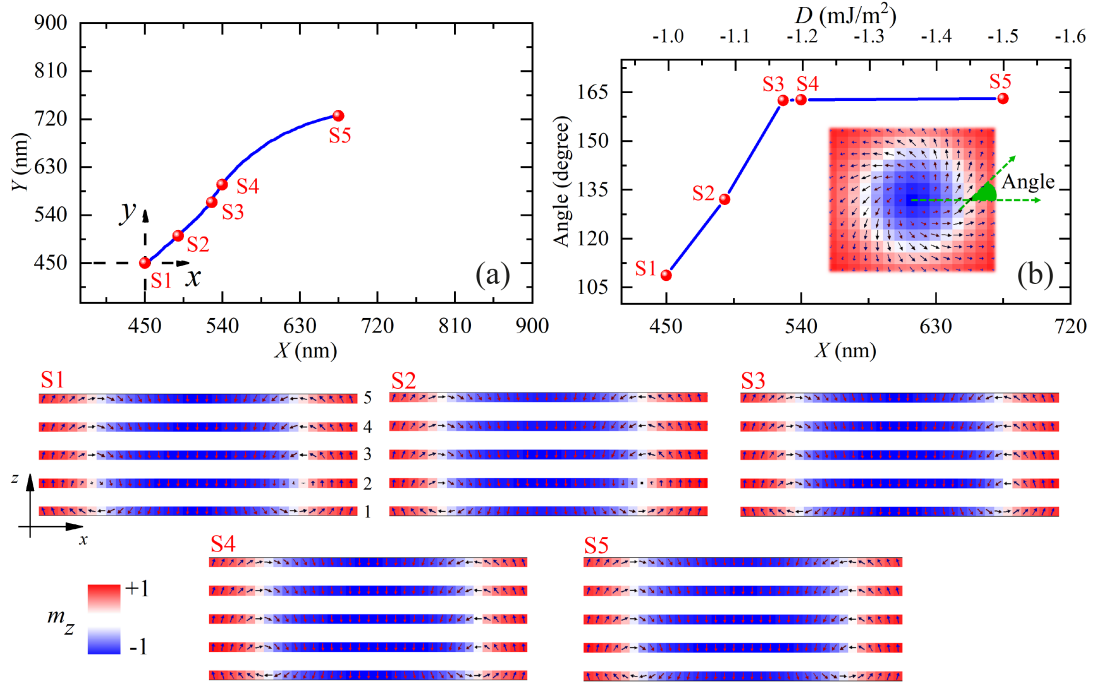 900
810
720
630
540
450
Y (nm)
S1
S2
S3
S4
S5
y
x
(a)
450 540 630 720 810 900
X (nm)
D (mJ/m²)
-1.0 -1.1 -1.2 -1.3 -1.4 -1.5 -1.6
165
150
135
120
105
Angle (degree)
S1
S2
S3 S4
S5
Angle
(b)
450 540 630 720
X (nm)
S1
5
4
3
2
1
S2
S3
z
x
S4
S5
+1
m_z
-1